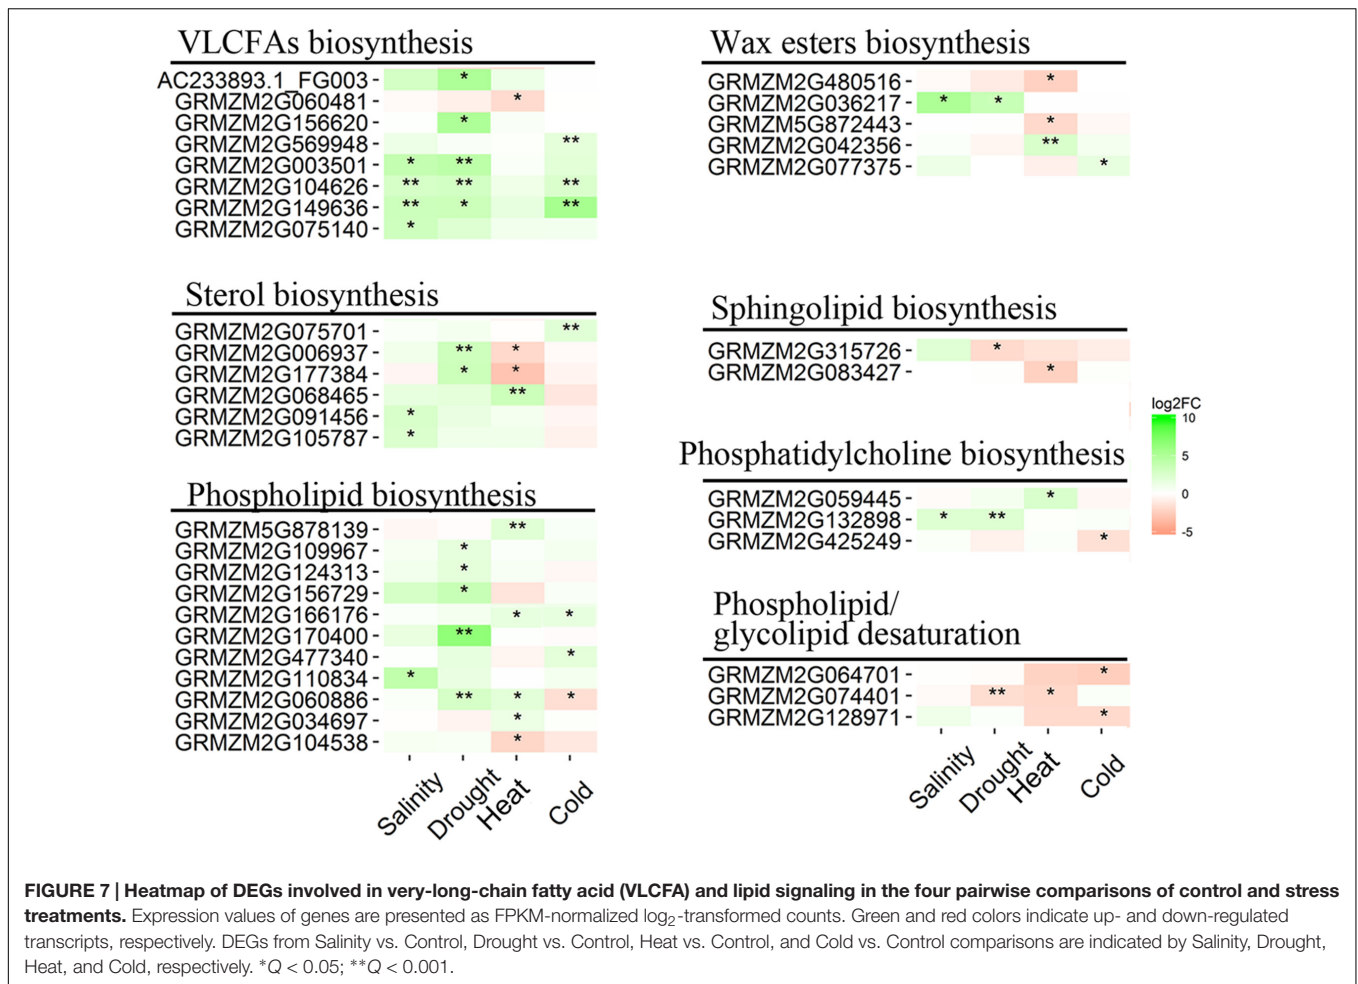 VLCFAs biosynthesis
AC233893.1_FG003 - *
GRMZM2G060481 - *
GRMZM2G156620 - *
GRMZM2G569948 - **
GRMZM2G003501 - * **
GRMZM2G104626 - ** ** **
GRMZM2G149636 - ** * **
GRMZM2G075140 - *
Sterol biosynthesis
GRMZM2G075701 - **
GRMZM2G006937 - ** *
GRMZM2G177384 - * *
GRMZM2G068465 - **
GRMZM2G091456 - *
GRMZM2G105787 - *
Phospholipid biosynthesis
GRMZM5G878139 - **
GRMZM2G109967 - *
GRMZM2G124313 - *
GRMZM2G156729 - *
GRMZM2G166176 - * *
GRMZM2G170400 - **
GRMZM2G477340 - *
GRMZM2G110834 - *
GRMZM2G060886 - ** * *
GRMZM2G034697 - *
GRMZM2G104538 - *
Salinity Drought Heat Cold
Wax esters biosynthesis
GRMZM2G480516 - *
GRMZM2G036217 - * *
GRMZM5G872443 - *
GRMZM2G042356 - **
GRMZM2G077375 - *
Sphingolipid biosynthesis
GRMZM2G315726 - *
GRMZM2G083427 - *
Phosphatidylcholine biosynthesis
GRMZM2G059445 - *
GRMZM2G132898 - * **
GRMZM2G425249 - *
Phospholipid/
glycolipid desaturation
GRMZM2G064701 - *
GRMZM2G074401 - ** *
GRMZM2G128971 - *
Salinity Drought Heat Cold
log2FC
10
5
0
-5
FIGURE 7 | Heatmap of DEGs involved in very-long-chain fatty acid (VLCFA) and lipid signaling in the four pairwise comparisons of control and stress
treatments. Expression values of genes are presented as FPKM-normalized log₂-transformed counts. Green and red colors indicate up- and down-regulated
transcripts, respectively. DEGs from Salinity vs. Control, Drought vs. Control, Heat vs. Control, and Cold vs. Control comparisons are indicated by Salinity, Drought,
Heat, and Cold, respectively. *Q < 0.05; **Q < 0.001.